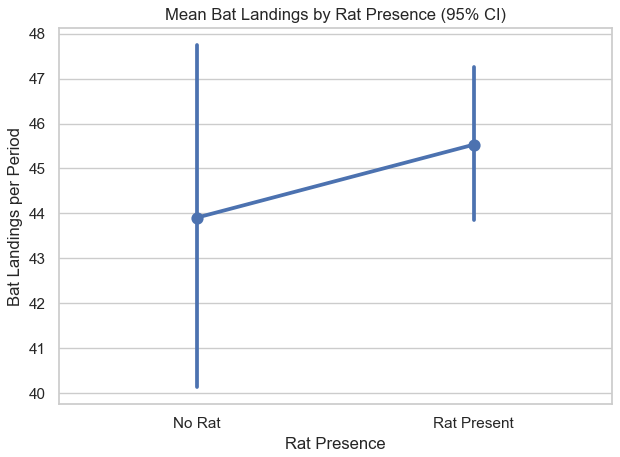 Mean Bat Landings by Rat Presence (95% CI)
48
47
46
45
44
43
42
41
40
Bat Landings per Period
No Rat
Rat Present
Rat Presence